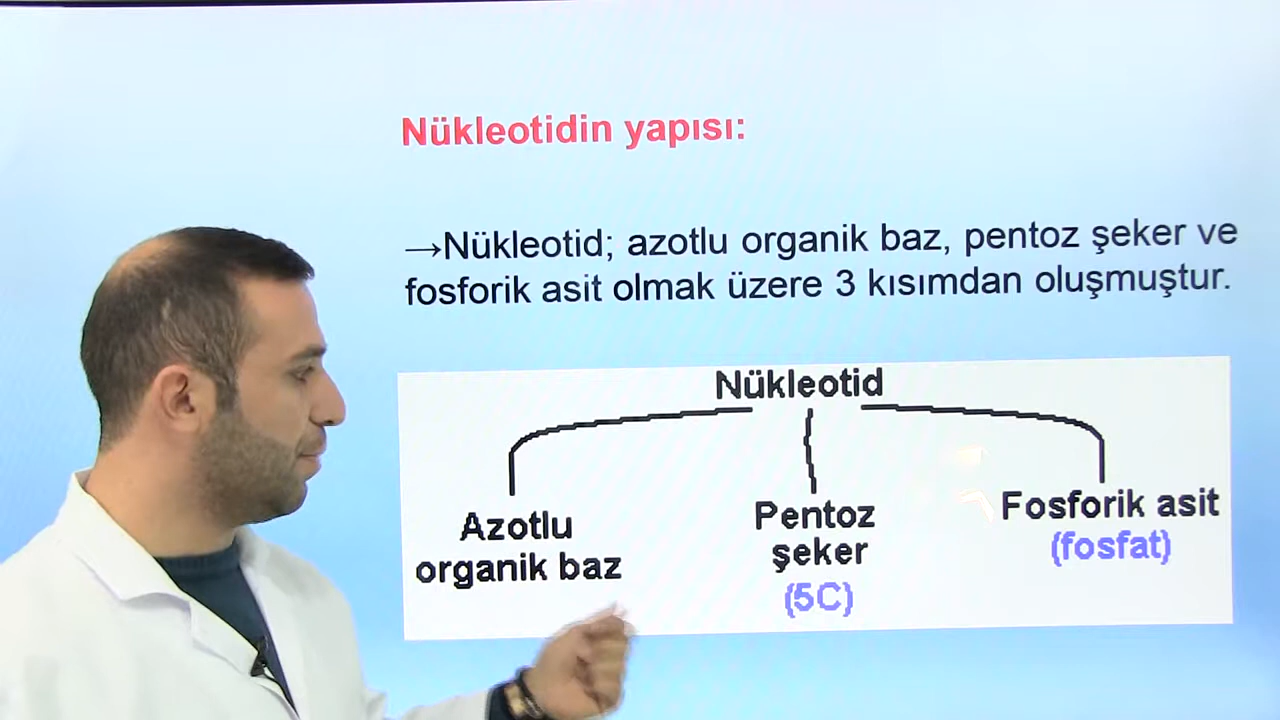 Nükleotidin yapısı:
→Nükleotid; azotlu organik baz, pentoz şeker ve
fosforik asit olmak üzere 3 kısımdan oluşmuştur.
Nükleotid
Azotlu
organik baz
Pentoz
şeker
(5C)
Fosforik asit
(fosfat)